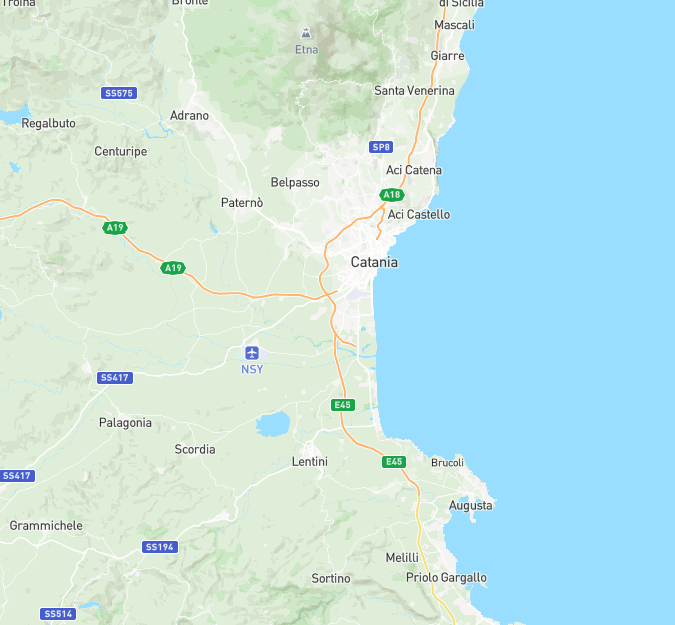 Troina
Bronte
di Sicilia
Mascali
Etna
Giarre
SS575
Santa Venerina
Adrano
Regalbuto
SP8
Centuripe
Aci Catena
Belpasso
A18
Paternò
Aci Castello
A19
Catania
A19
NSY
SS417
E45
Palagonia
Scordia
Lentini
E45
Brucoli
SS417
Augusta
Grammichele
SS194
Melilli
Sortino
Priolo Gargallo
SS514